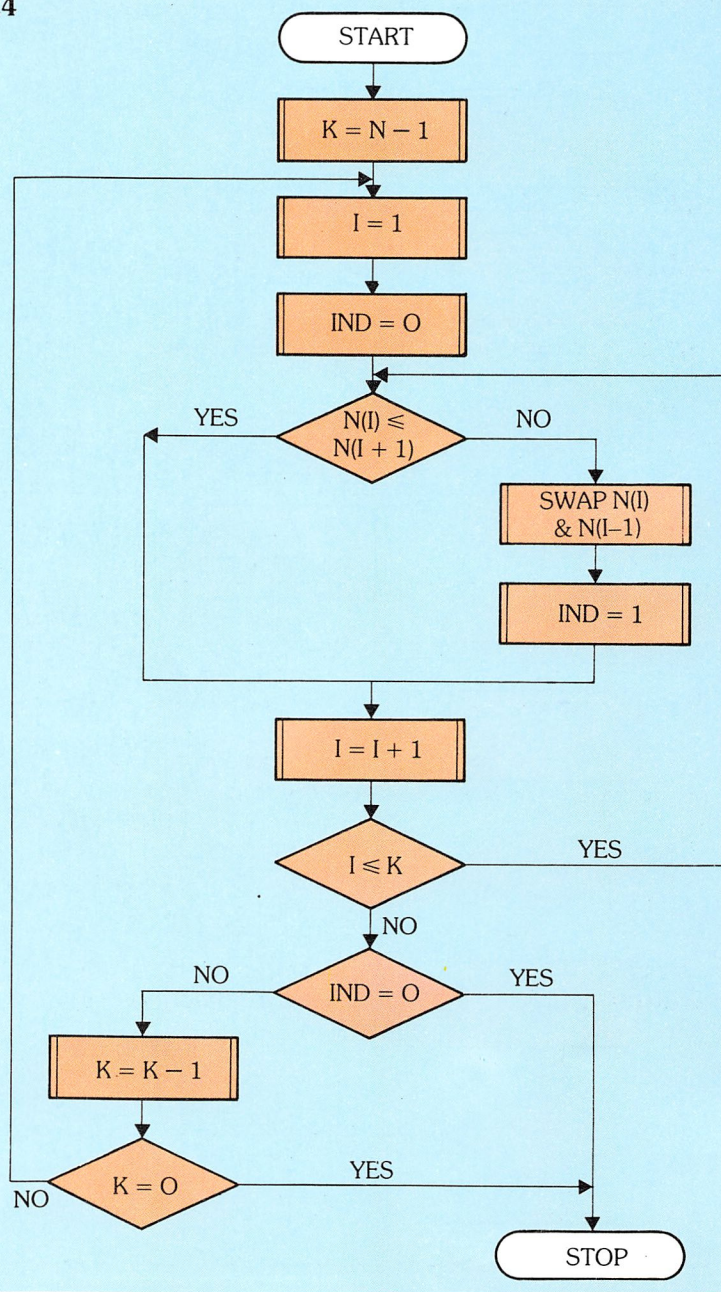 4
START
K = N – 1
I = 1
IND = O
N(I) ≤
N(I + 1)
YES
NO
SWAP N(I)
& N(I–1)
IND = 1
I = I + 1
I ≤ K
YES
NO
IND = O
NO
YES
K = K – 1
K = O
YES
NO
STOP